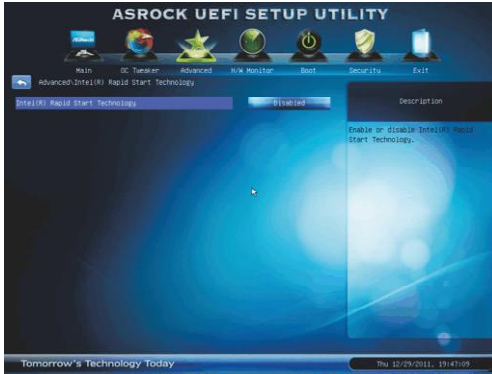 ASROCK UEFI SETUP UTILITY
Main OC Tweaker Advanced H/W Monitor Boot Security Exit
Advanced\Intel(R) Rapid Start Technology
Intel(R) Rapid Start Technology Disabled
Description
Enable or disable Intel(R) Rapid
Start Technology.
Tomorrow's Technology Today
Thu 12/29/2011, 19:47:09